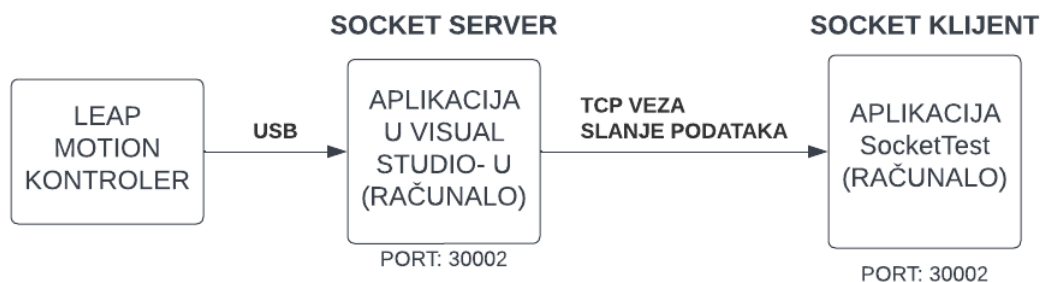 SOCKET SERVER
SOCKET KLIJENT
LEAP
MOTION
KONTROLER
USB
APLIKACIJA
U VISUAL
STUDIO- U
(RAČUNALO)
PORT: 30002
TCP VEZA
SLANJE PODATAKA
APLIKACIJA
SocketTest
(RAČUNALO)
PORT: 30002